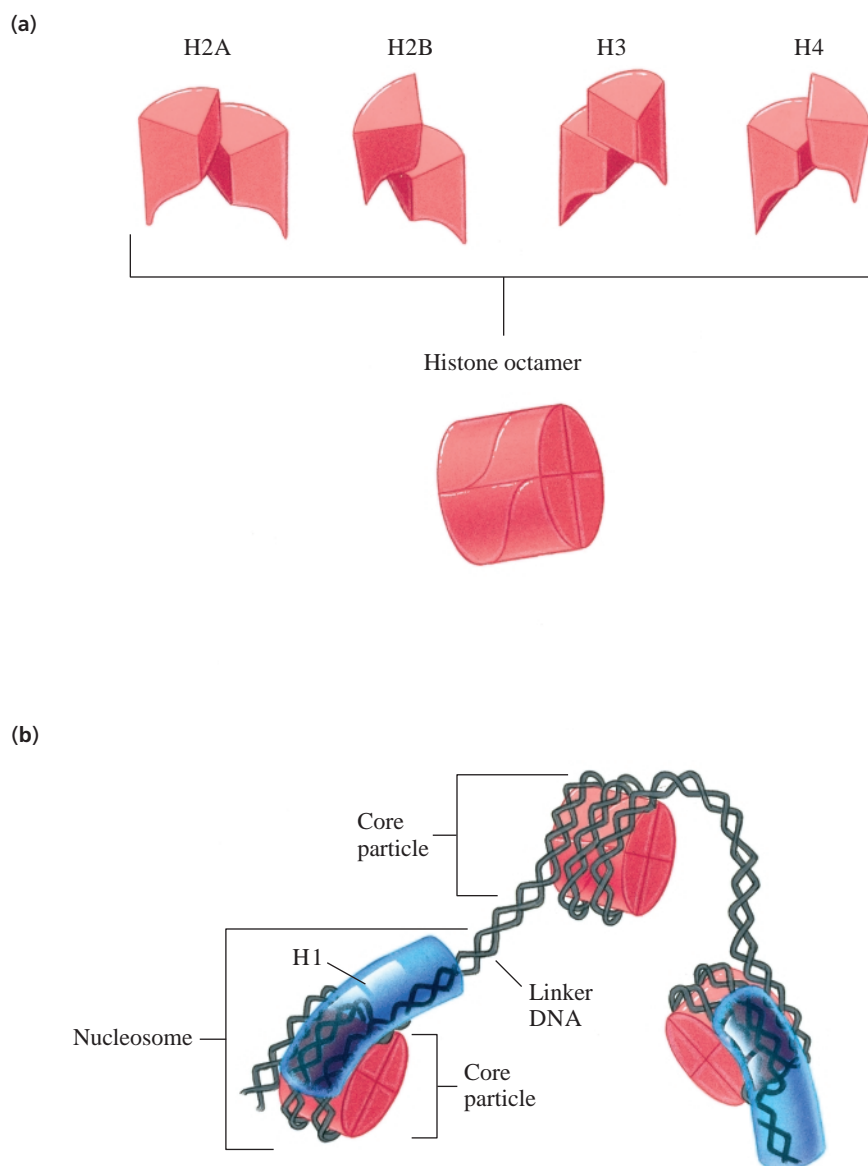 (a)
H2A
H2B
H3
H4
Histone octamer
(b)
Core
particle
H1
Linker
DNA
Nucleosome
Core
particle